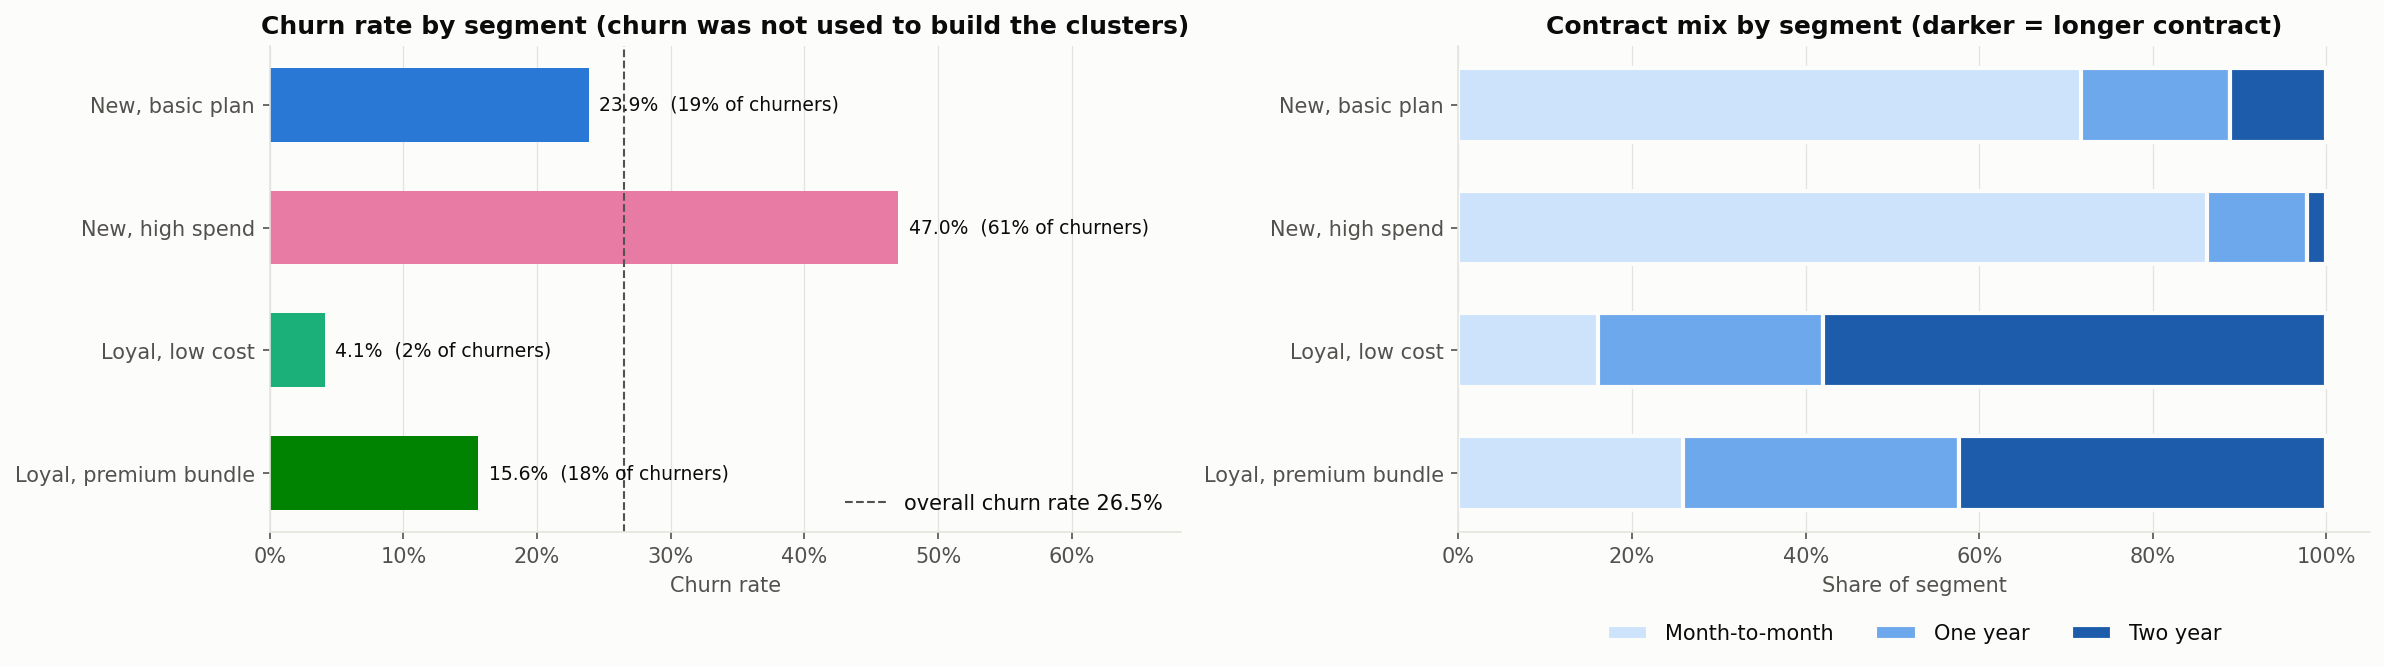 Churn rate by segment (churn was not used to build the clusters)
New, basic plan
23.9% (19% of churners)
New, high spend
47.0% (61% of churners)
Loyal, low cost
4.1% (2% of churners)
Loyal, premium bundle
15.6% (18% of churners)
overall churn rate 26.5%
0% 10% 20% 30% 40% 50% 60%
Churn rate
Contract mix by segment (darker = longer contract)
New, basic plan
New, high spend
Loyal, low cost
Loyal, premium bundle
0% 20% 40% 60% 80% 100%
Share of segment
Month-to-month One year Two year